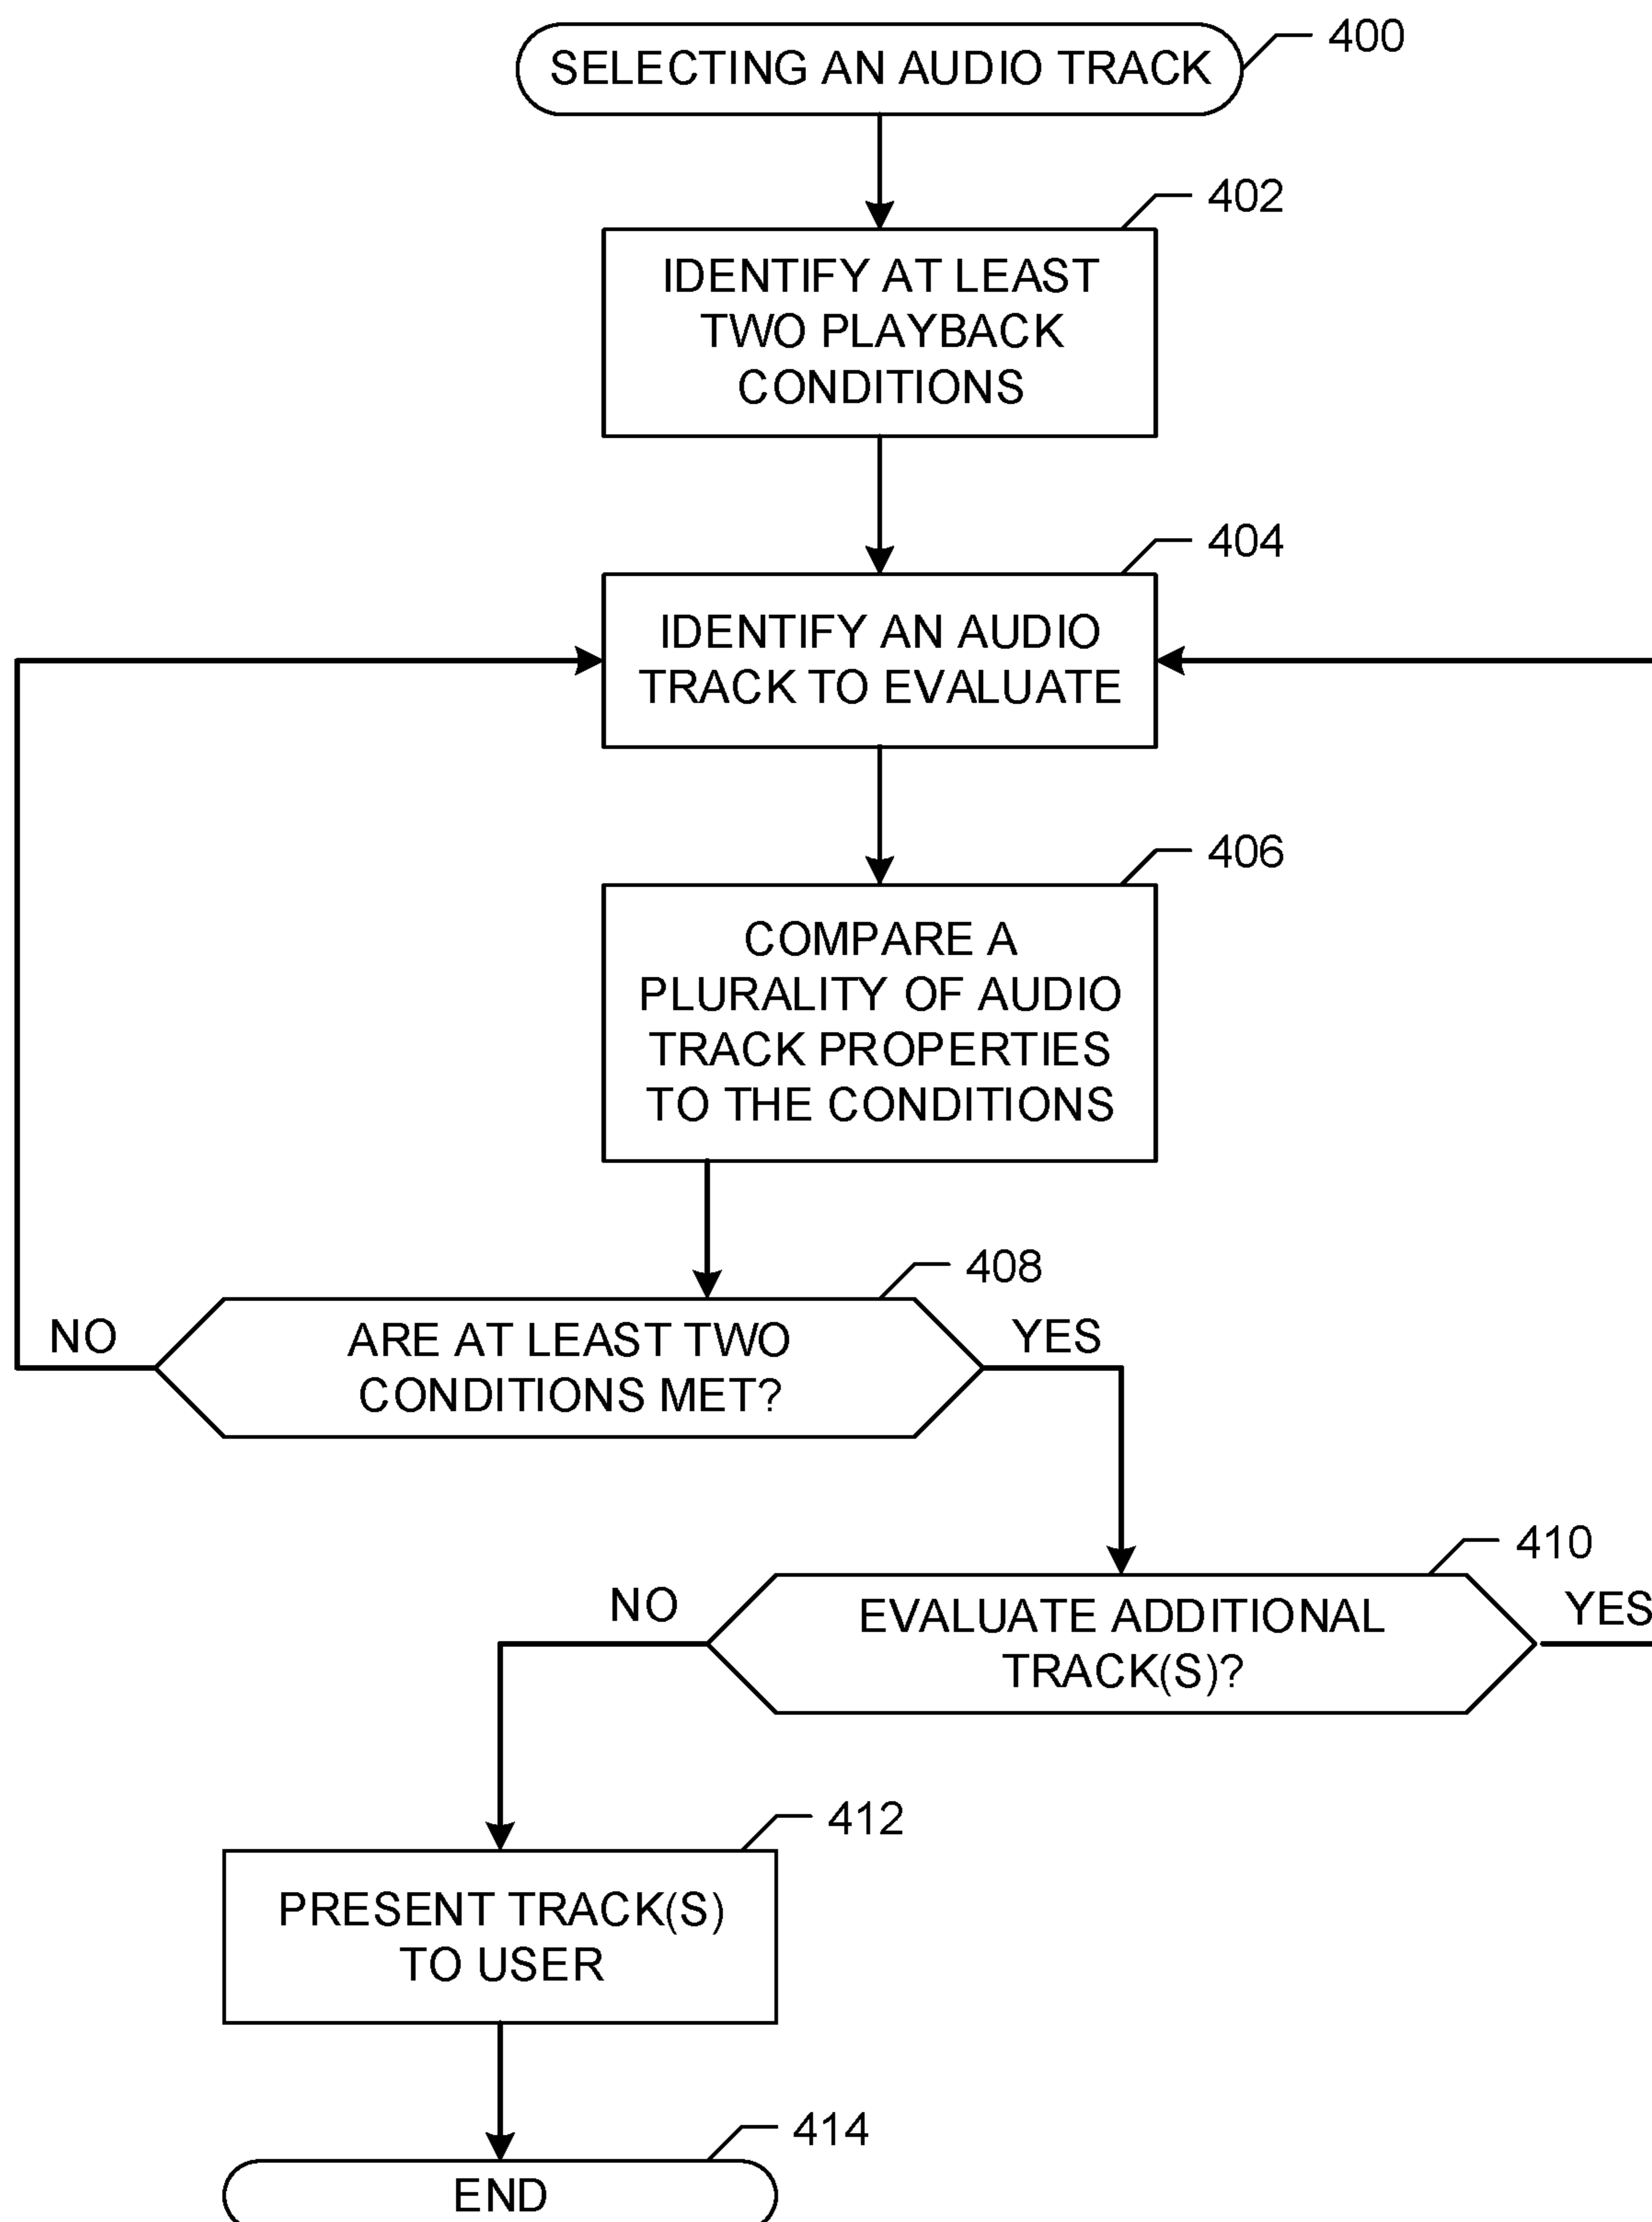 SELECTING AN AUDIO TRACK
400
402
IDENTIFY AT LEAST
TWO PLAYBACK
CONDITIONS
404
IDENTIFY AN AUDIO
TRACK TO EVALUATE
406
COMPARE A
PLURALITY OF AUDIO
TRACK PROPERTIES
TO THE CONDITIONS
408
NO
ARE AT LEAST TWO
CONDITIONS MET?
YES
410
NO
EVALUATE ADDITIONAL
TRACK(S)?
YES
412
PRESENT TRACK(S)
TO USER
414
END